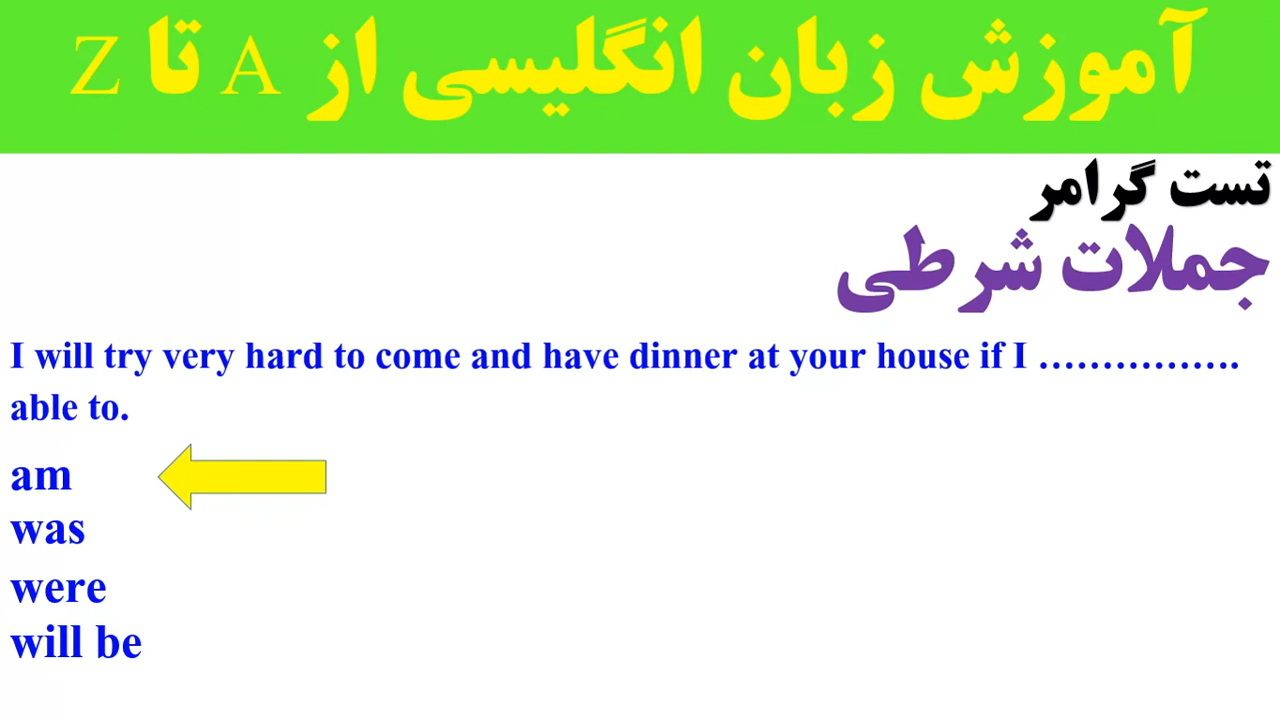 آموزش زبان انگلیسی از A تا Z
تست گرامر
جملات شرطی
I will try very hard to come and have dinner at your house if I …………….
able to.
am
was
were
will be